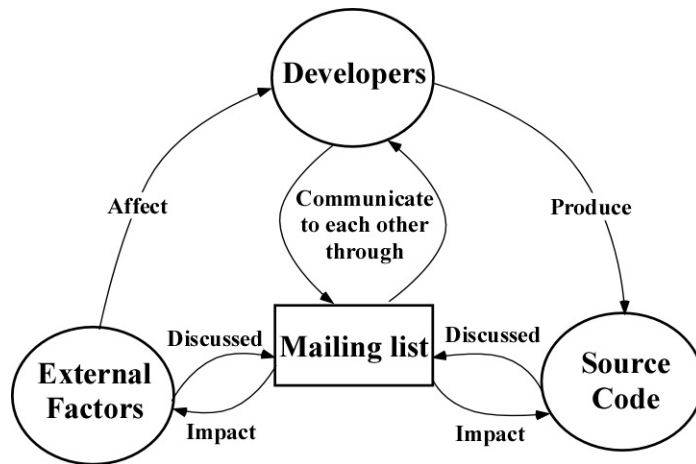 Developers
Communicate
to each other
through
Affect
Produce
Discussed
Mailing list
Discussed
External
Factors
Source
Code
Impact
Impact